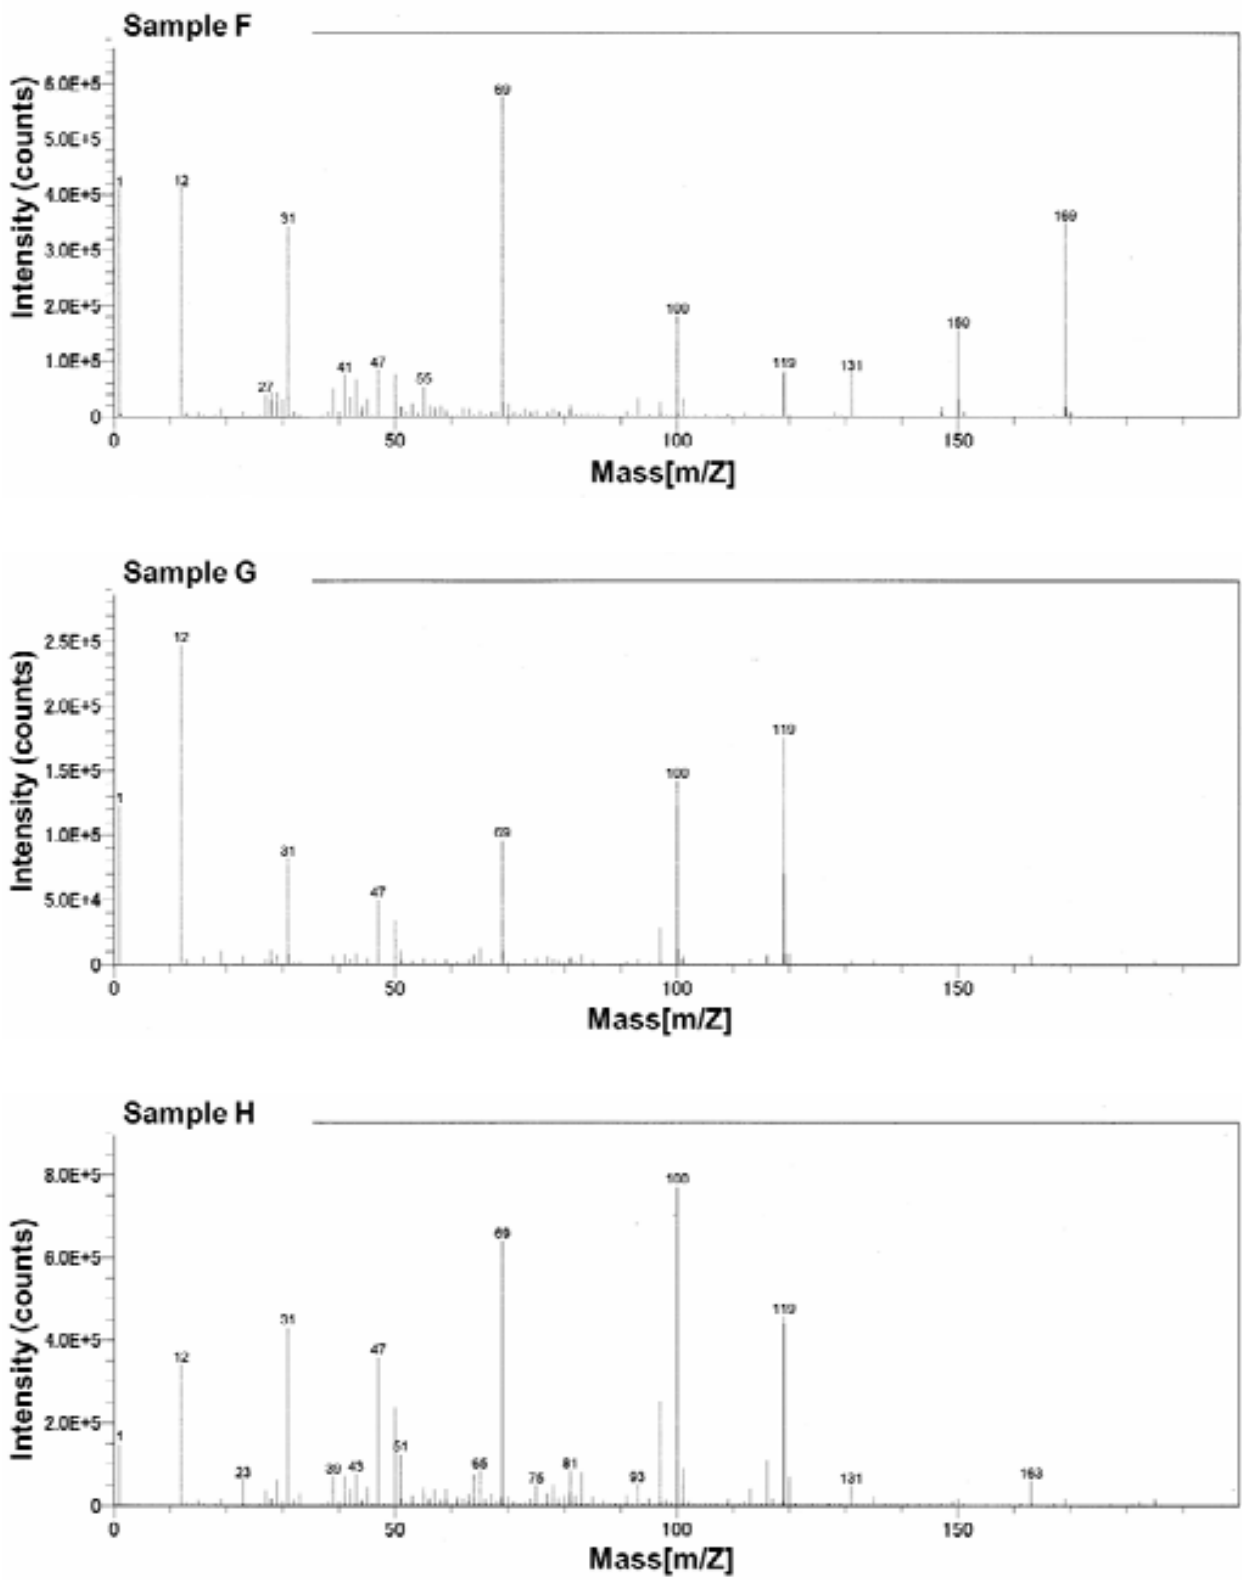 Sample F
Intensity (counts)
6.0E+5
5.0E+5
4.0E+5
3.0E+5
2.0E+5
1.0E+5
0
1
12
27
31
41
47
55
69
100
119
131
150
169
0 50 100 150
Mass[m/Z]
Sample G
Intensity (counts)
2.5E+5
2.0E+5
1.5E+5
1.0E+5
5.0E+4
0
1
12
31
47
69
100
119
0 50 100 150
Mass[m/Z]
Sample H
Intensity (counts)
8.0E+5
6.0E+5
4.0E+5
2.0E+5
0
1
12
23
31
39
43
47
51
65
69
75
81
93
100
119
131
163
0 50 100 150
Mass[m/Z]